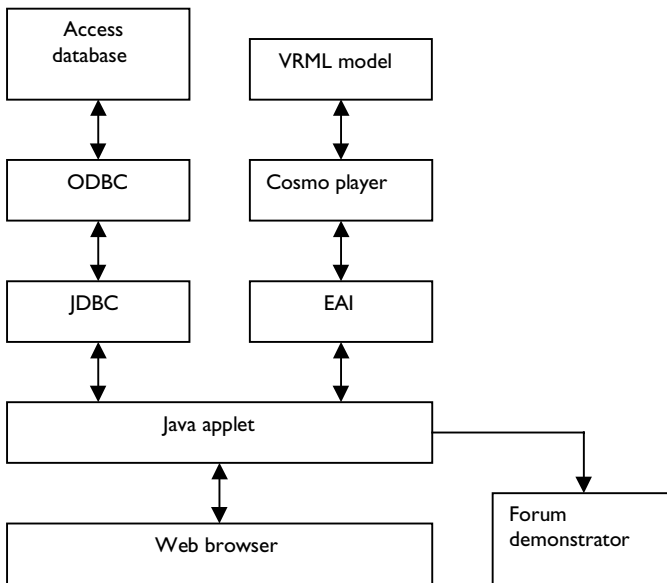 Access
database
VRML model
ODBC
Cosmo player
JDBC
EAI
Java applet
Forum
demonstrator
Web browser